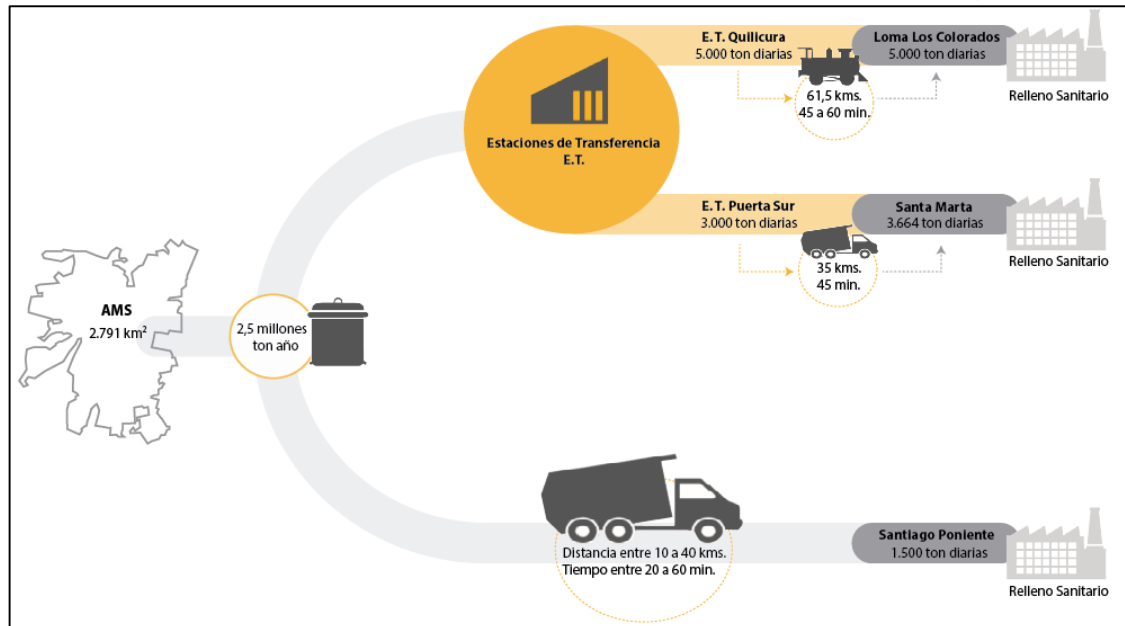 AMS
2.791 km²
2,5 millones
ton año
Estaciones de Transferencia
E.T.
E.T. Quilicura
5.000 ton diarias
61,5 kms.
45 a 60 min.
Loma Los Colorados
5.000 ton diarias
Relleno Sanitario
E.T. Puerta Sur
3.000 ton diarias
35 kms.
45 min.
Santa Marta
3.664 ton diarias
Relleno Sanitario
Distancia entre 10 a 40 kms.
Tiempo entre 20 a 60 min.
Santiago Poniente
1.500 ton diarias
Relleno Sanitario